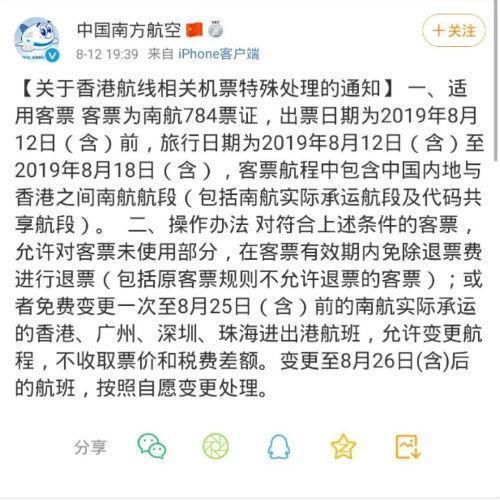 中国南方航空
8-12 19:39 来自 iPhone客户端
+关注
【关于香港航线相关机票特殊处理的通知】 一、适
用客票 客票为南航784票证，出票日期为2019年8月
12日（含）前，旅行日期为2019年8月12日（含）至
2019年8月18日（含），客票航程中包含中国内地与
香港之间南航航段（包括南航实际承运航段及代码共
享航段）。 二、操作办法 对符合上述条件的客票，
允许对客票未使用部分，在客票有效期内免除退票费
进行退票（包括原客票规则不允许退票的客票）；或
者免费变更一次至8月25日（含）前的南航实际承运
的香港、广州、深圳、珠海进出港航班，允许变更航
程，不收取票价和税费差额。变更至8月26日(含)后
的航班，按照自愿变更处理。
分享